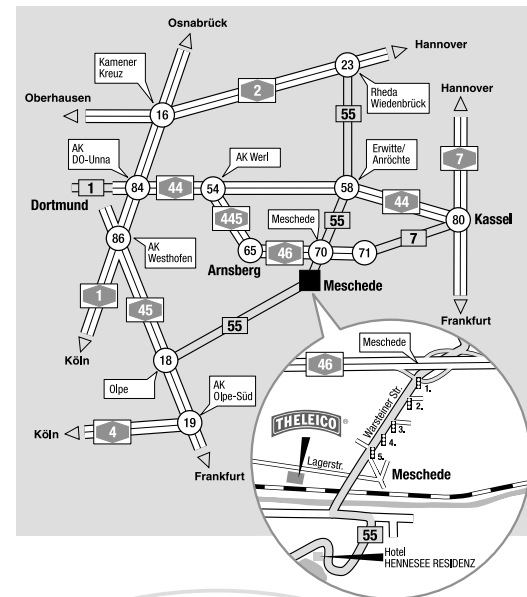 Osnabrück
Hannover
Kamener
Kreuz
23
Rheda
Wiedenbrück
Hannover
2
Oberhausen
16
55
AK
DO-Unna
AK Werl
Erwitte/
Anröchte
7
1
84
44
54
58
44
Dortmund
445
Meschede
55
80
Kassel
86
AK
Westhofen
65
46
70
71
7
Arnsberg
Meschede
1
45
55
Frankfurt
Köln
18
Meschede
46
Olpe
AK
Olpe-Süd
1.
2.
Warsteiner Str.
3.
4.
5.
Köln
4
19
THELEICO®
Lagerstr.
Meschede
Frankfurt
55
Hotel
HENNESEE RESIDENZ